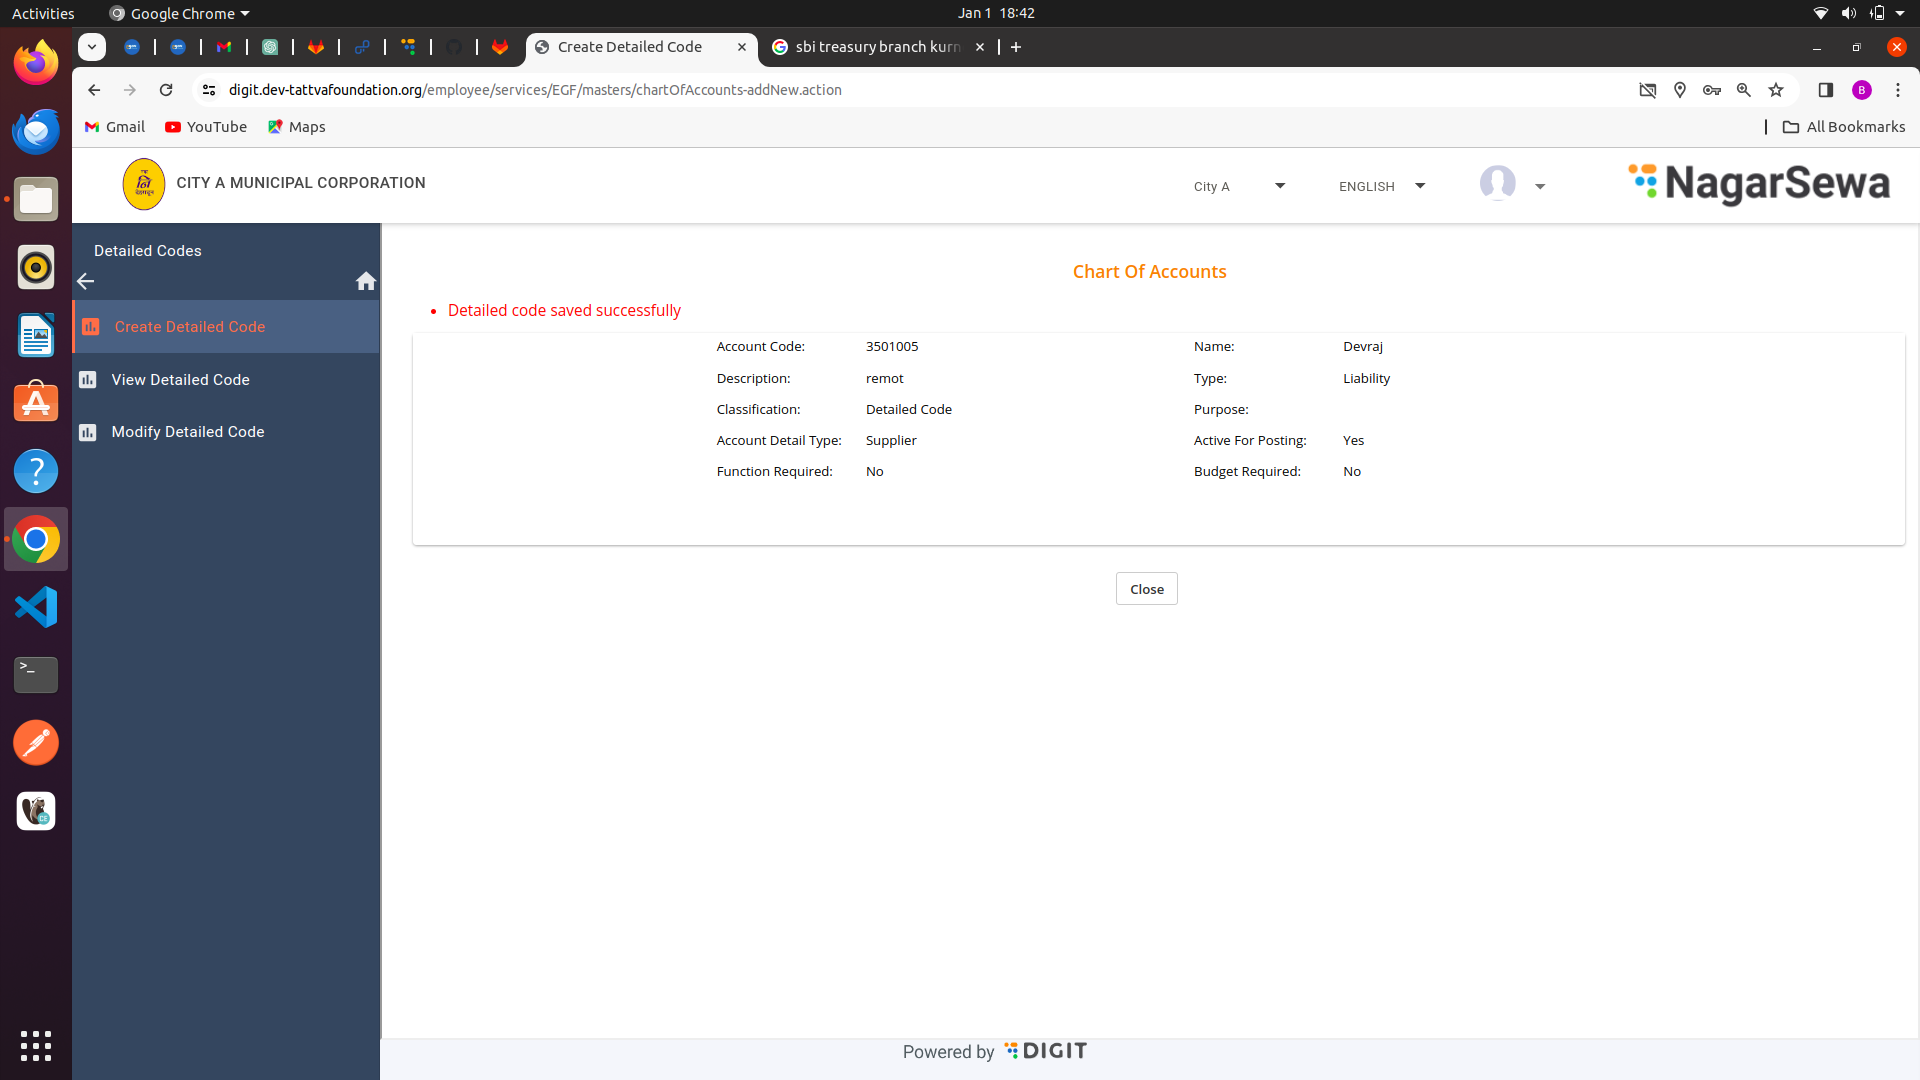 Activities Google Chrome Jan 1 18:42
Create Detailed Code sbi treasury branch kurn
digit.dev-tattvafoundation.org/employee/services/EGF/masters/chartOfAccounts-addNew.action B
Gmail YouTube Maps All Bookmarks
CITY A MUNICIPAL CORPORATION City A ENGLISH NagarSewa
Detailed Codes
Chart Of Accounts
Detailed code saved successfully
Create Detailed Code
View Detailed Code
Modify Detailed Code
Account Code: 3501005 Name: Devraj
Description: remot Type: Liability
Classification: Detailed Code Purpose:
Account Detail Type: Supplier Active For Posting: Yes
Function Required: No Budget Required: No
Close
Powered by DIGIT